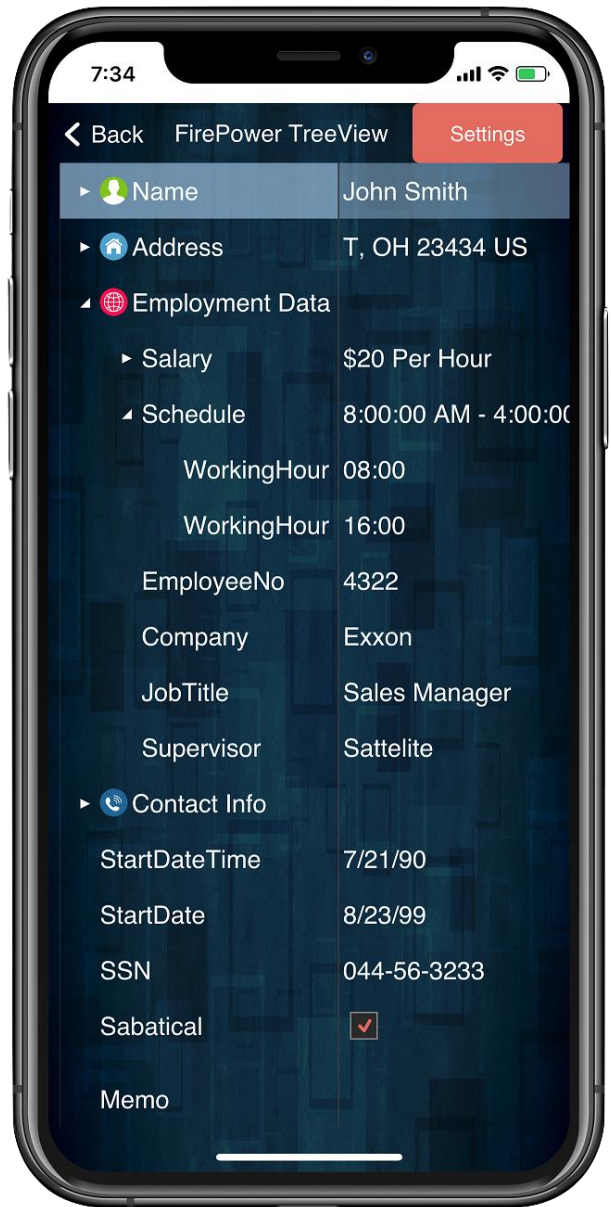 7:34
Back FirePower TreeView Settings
Name John Smith
Address T, OH 23434 US
Employment Data
Salary $20 Per Hour
Schedule 8:00:00 AM - 4:00:00
WorkingHour 08:00
WorkingHour 16:00
EmployeeNo 4322
Company Exxon
JobTitle Sales Manager
Supervisor Sattelite
Contact Info
StartDateTime 7/21/90
StartDate 8/23/99
SSN 044-56-3233
Sabatical
Memo